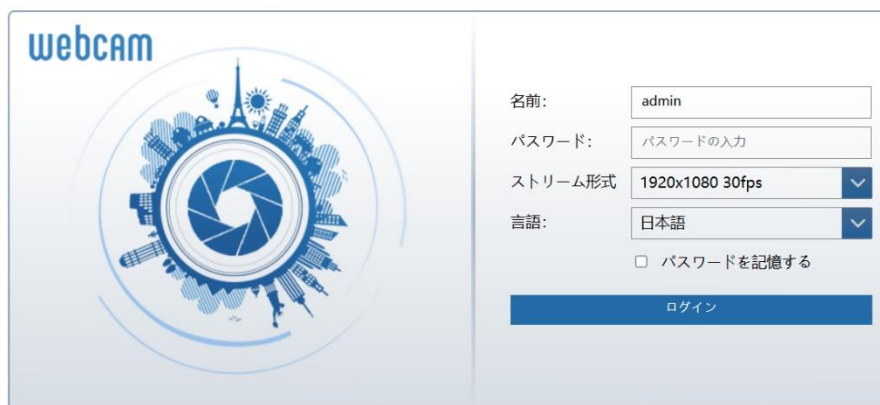 webcam
名前: admin
パスワード: パスワードの入力
ストリーム形式 1920x1080 30fps
言語: 日本語
パスワードを記憶する
ログイン